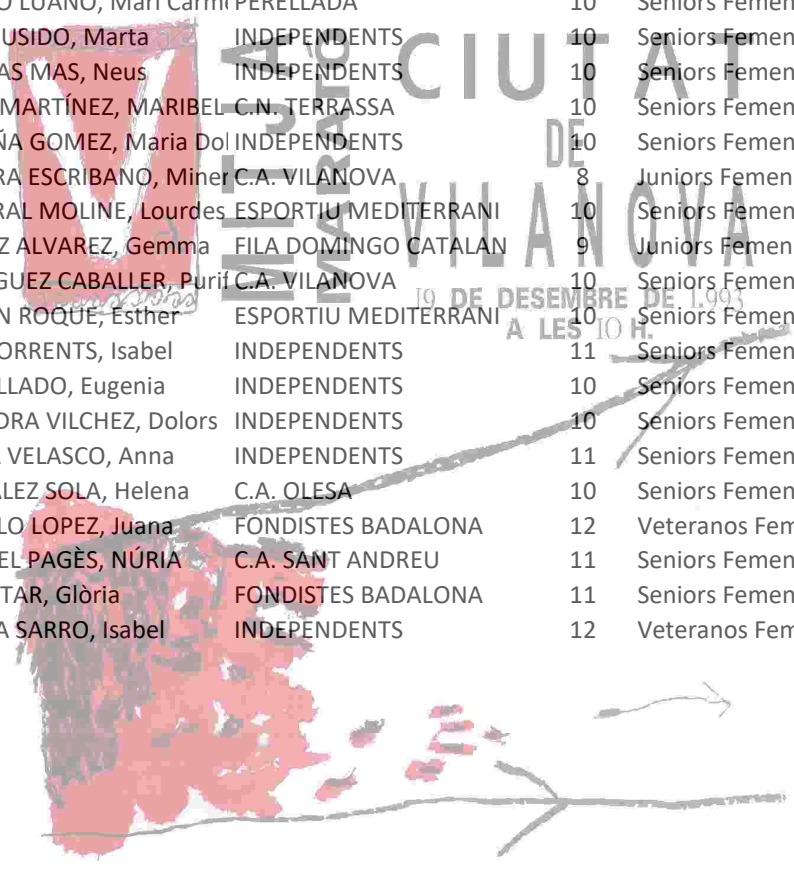 O LUANO, Mari Carm PERELLADA 10 Seniors Femen
USIDO, Marta INDEPENDENTS 10 Seniors Femen
AS MAS, Neus INDEPENDENTS 10 Seniors Femen
MARTÍNEZ, MARIBEL C.N. TERRASSA 10 Seniors Femen
ÑA GOMEZ, Maria Dol INDEPENDENTS 10 Seniors Femen
RA ESCRIBANO, Miner C.A. VILANOVA 8 Juniors Femen
RAL MOLINE, Lourdes ESPORTIU MEDITERRANI 10 Seniors Femen
Z ALVAREZ, Gemma FILA DOMINGO CATALAN 9 Juniors Femen
GUEZ CABALLER, Purif C.A. VILANOVA 10 Seniors Femen
N ROQUE, Esther ESPORTIU MEDITERRANI 10 Seniors Femen
ORRENTS, Isabel INDEPENDENTS 11 Seniors Femen
LLADO, Eugenia INDEPENDENTS 10 Seniors Femen
DRA VILCHEZ, Dolors INDEPENDENTS 10 Seniors Femen
VELASCO, Anna INDEPENDENTS 11 Seniors Femen
LEZ SOLA, Helena C.A. OLESA 10 Seniors Femen
LO LOPEZ, Juana FONDISTES BADALONA 12 Veteranos Fem
EL PAGÈS, NÚRIA C.A. SANT ANDREU 11 Seniors Femen
TAR, Glòria FONDISTES BADALONA 11 Seniors Femen
A SARRO, Isabel INDEPENDENTS 12 Veteranos Fem
MITJA
MARATÓ
CIUTAT
DE
VILANOVA
19 DE DESEMBRE DE 1.993
A LES 10 H.